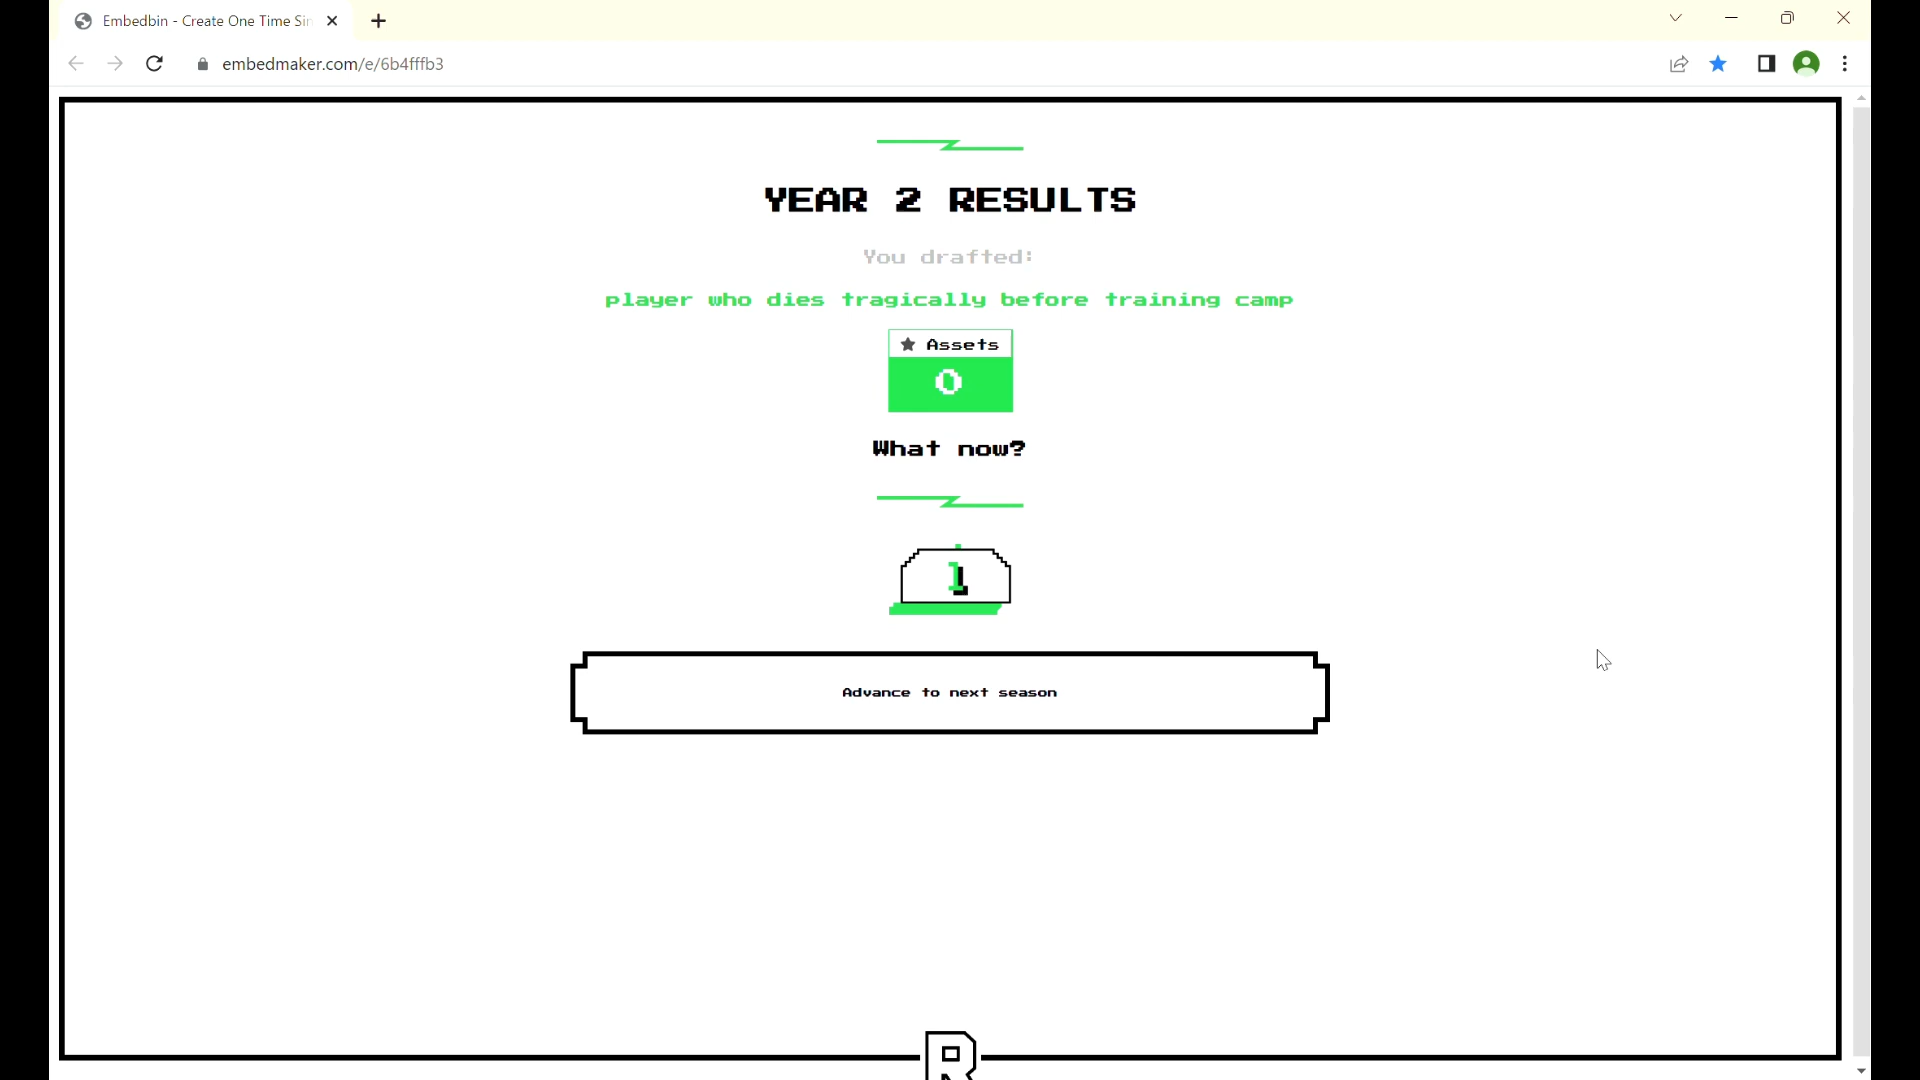 Embedbin - Create One Time Sin
embedmaker.com/e/6b4fffb3
YEAR 2 RESULTS
You drafted:
player who dies tragically before training camp
★ Assets
0
What now?
1
Advance to next season
R